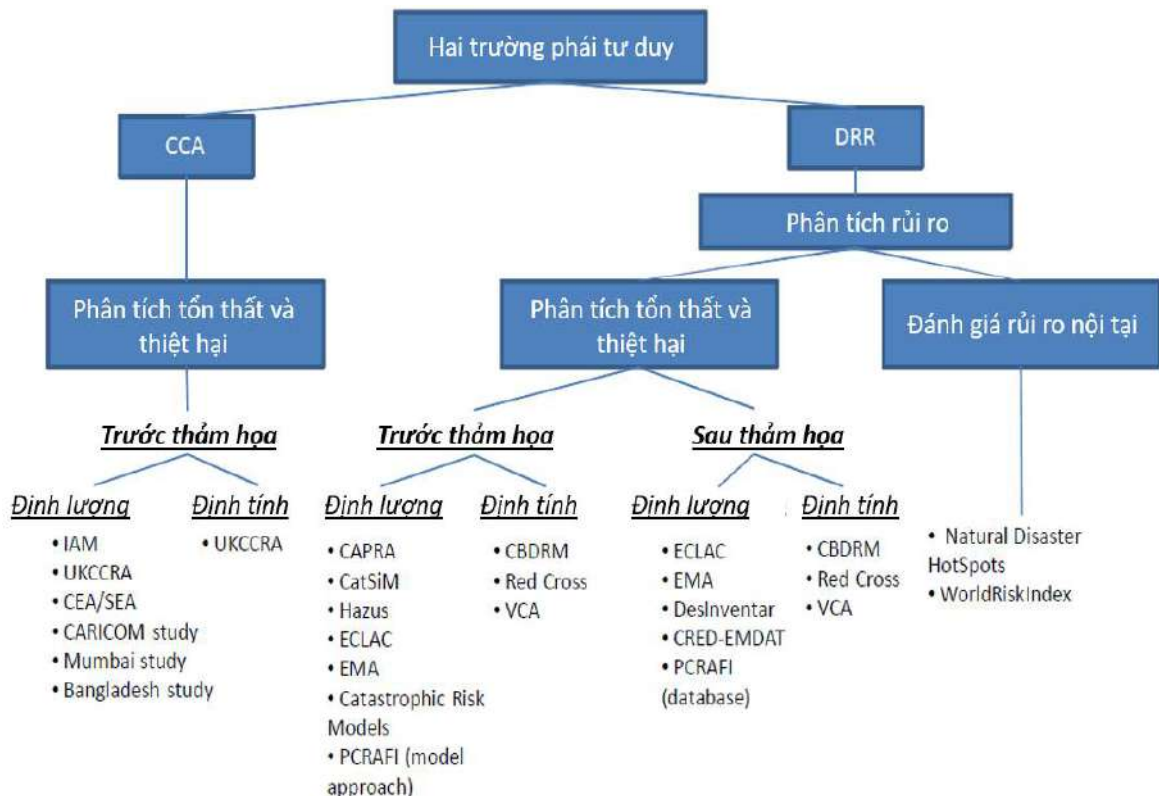 Hai trường phái tư duy
CCA
DRR
Phân tích rủi ro
Phân tích tổn thất và
thiệt hại
Phân tích tổn thất và
thiệt hại
Đánh giá rủi ro nội tại
Trước thảm họa
Trước thảm họa
Sau thảm họa
Định lượng
Định tính
Định lượng
Định tính
Định lượng
Định tính
• IAM
• UKCCRA
• CEA/SEA
• CARICOM study
• Mumbai study
• Bangladesh study
• UKCCRA
• CAPRA
• CatSiM
• Hazus
• ECLAC
• EMA
• Catastrophic Risk
Models
• PCRAFI (model
approach)
• CBDRM
• Red Cross
• VCA
• ECLAC
• EMA
• DesInventar
• CRED-EMDAT
• PCRAFI
(database)
• CBDRM
• Red Cross
• VCA
• Natural Disaster
HotSpots
• WorldRiskIndex